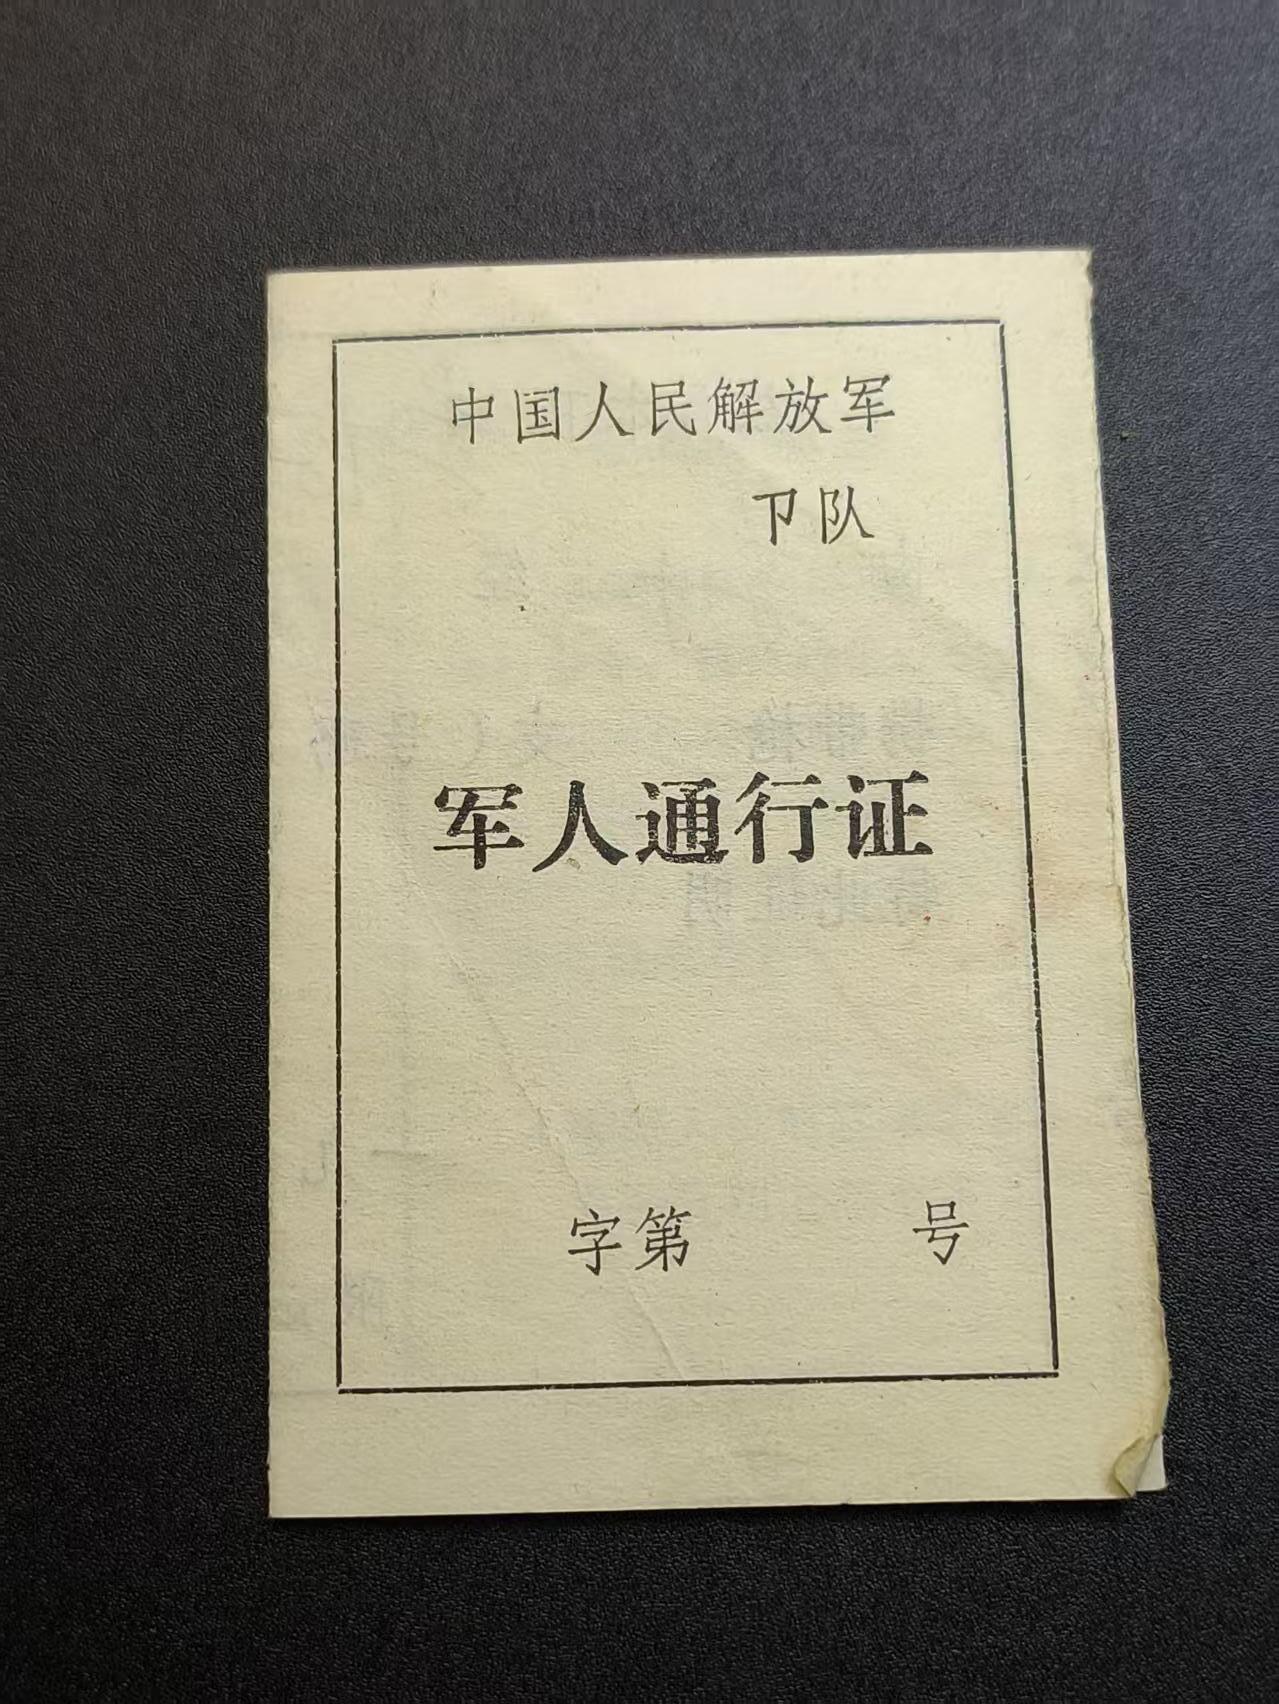 中国人民解放军
卩队
军人通行证
字第 号